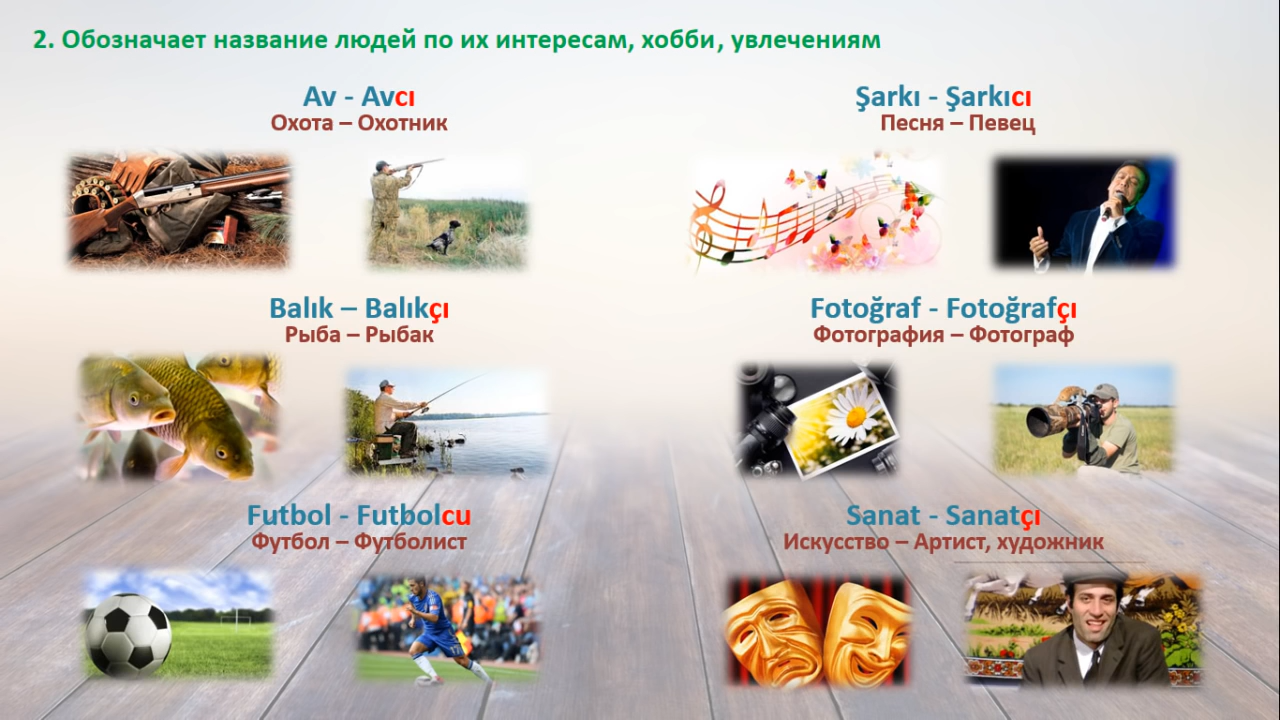 2. Обозначает название людей по их интересам, хобби, увлечениям
Av - Avcı
Охота – Охотник
Şarkı - Şarkıcı
Песня – Певец
Balık – Balıkçı
Рыба – Рыбак
Fotoğraf - Fotoğrafçı
Фотография – Фотограф
Futbol - Futbolcu
Футбол – Футболист
Sanat - Sanatçı
Искусство – Артист, художник